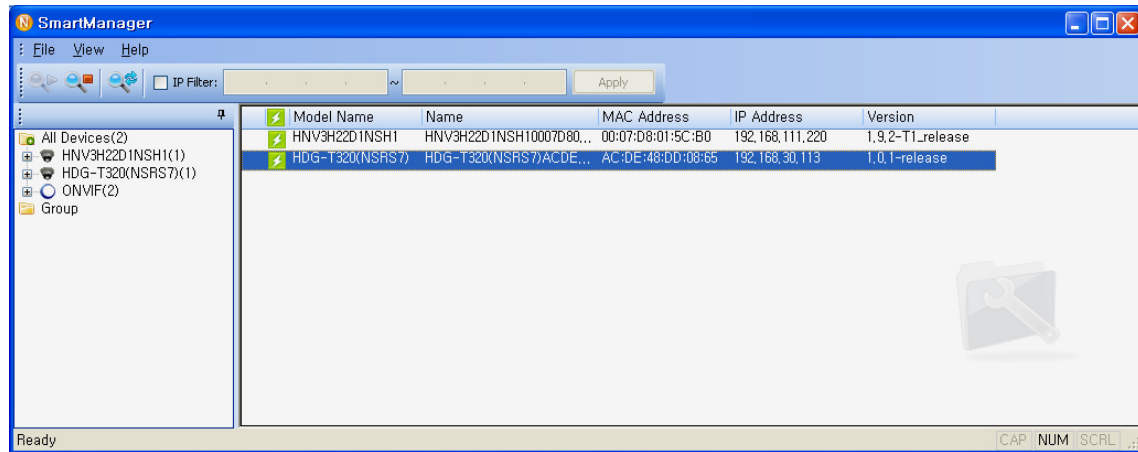 SmartManager
File View Help
IP Filter: . . . ~ . . . Apply
Model Name Name MAC Address IP Address Version
All Devices(2)
HNV3H22D1NSH1(1)
HDG-T320(NSRS7)(1)
ONVIF(2)
Group
HNV3H22D1NSH1 HNV3H22D1NSH10007D80... 00:07:D8:01:5C:B0 192,168,111,220 1,9,2-T1_release
HDG-T320(NSRS7) HDG-T320(NSRS7)ACDE... AC:DE:48:DD:08:65 192,168,30,113 1,0,1-release
Ready CAP NUM SCRL